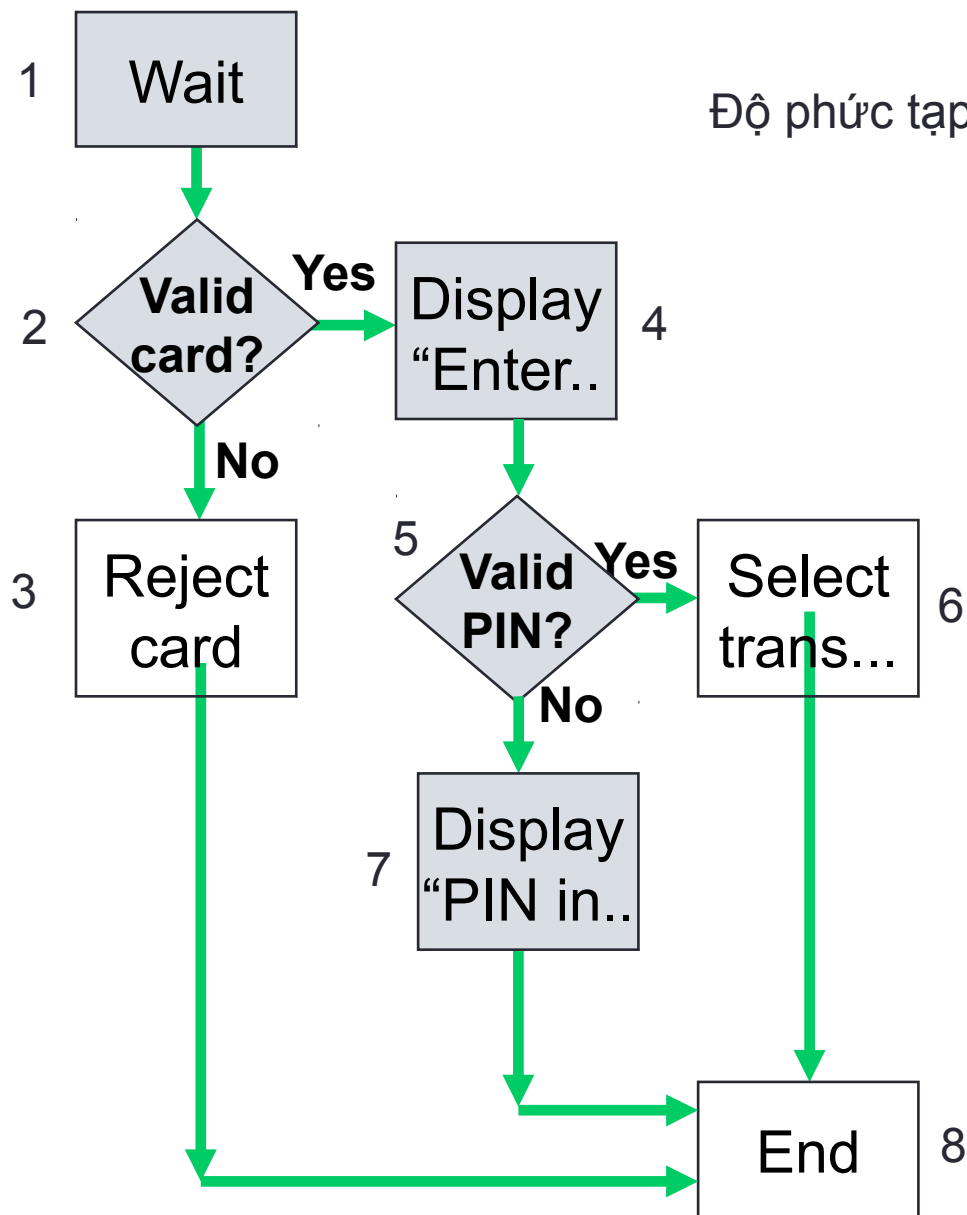 1
Wait
Độ phức tạp
2
Valid
card?
Yes
Display
“Enter..
4
No
3
Reject
card
5
Valid
PIN?
Yes
Select
trans...
6
No
7
Display
“PIN in..
End
8